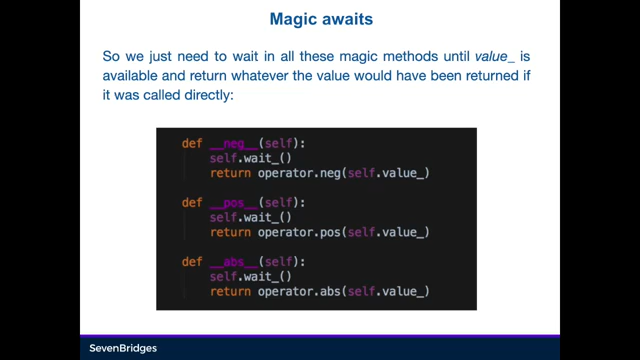 Magic awaits
So we just need to wait in all these magic methods until value_ is
available and return whatever the value would have been returned if
it was called directly:
def __neg__(self):
self.wait_()
return operator.neg(self.value_)
def __pos__(self):
self.wait_()
return operator.pos(self.value_)
def __abs__(self):
self.wait_()
return operator.abs(self.value_)
SevenBridges